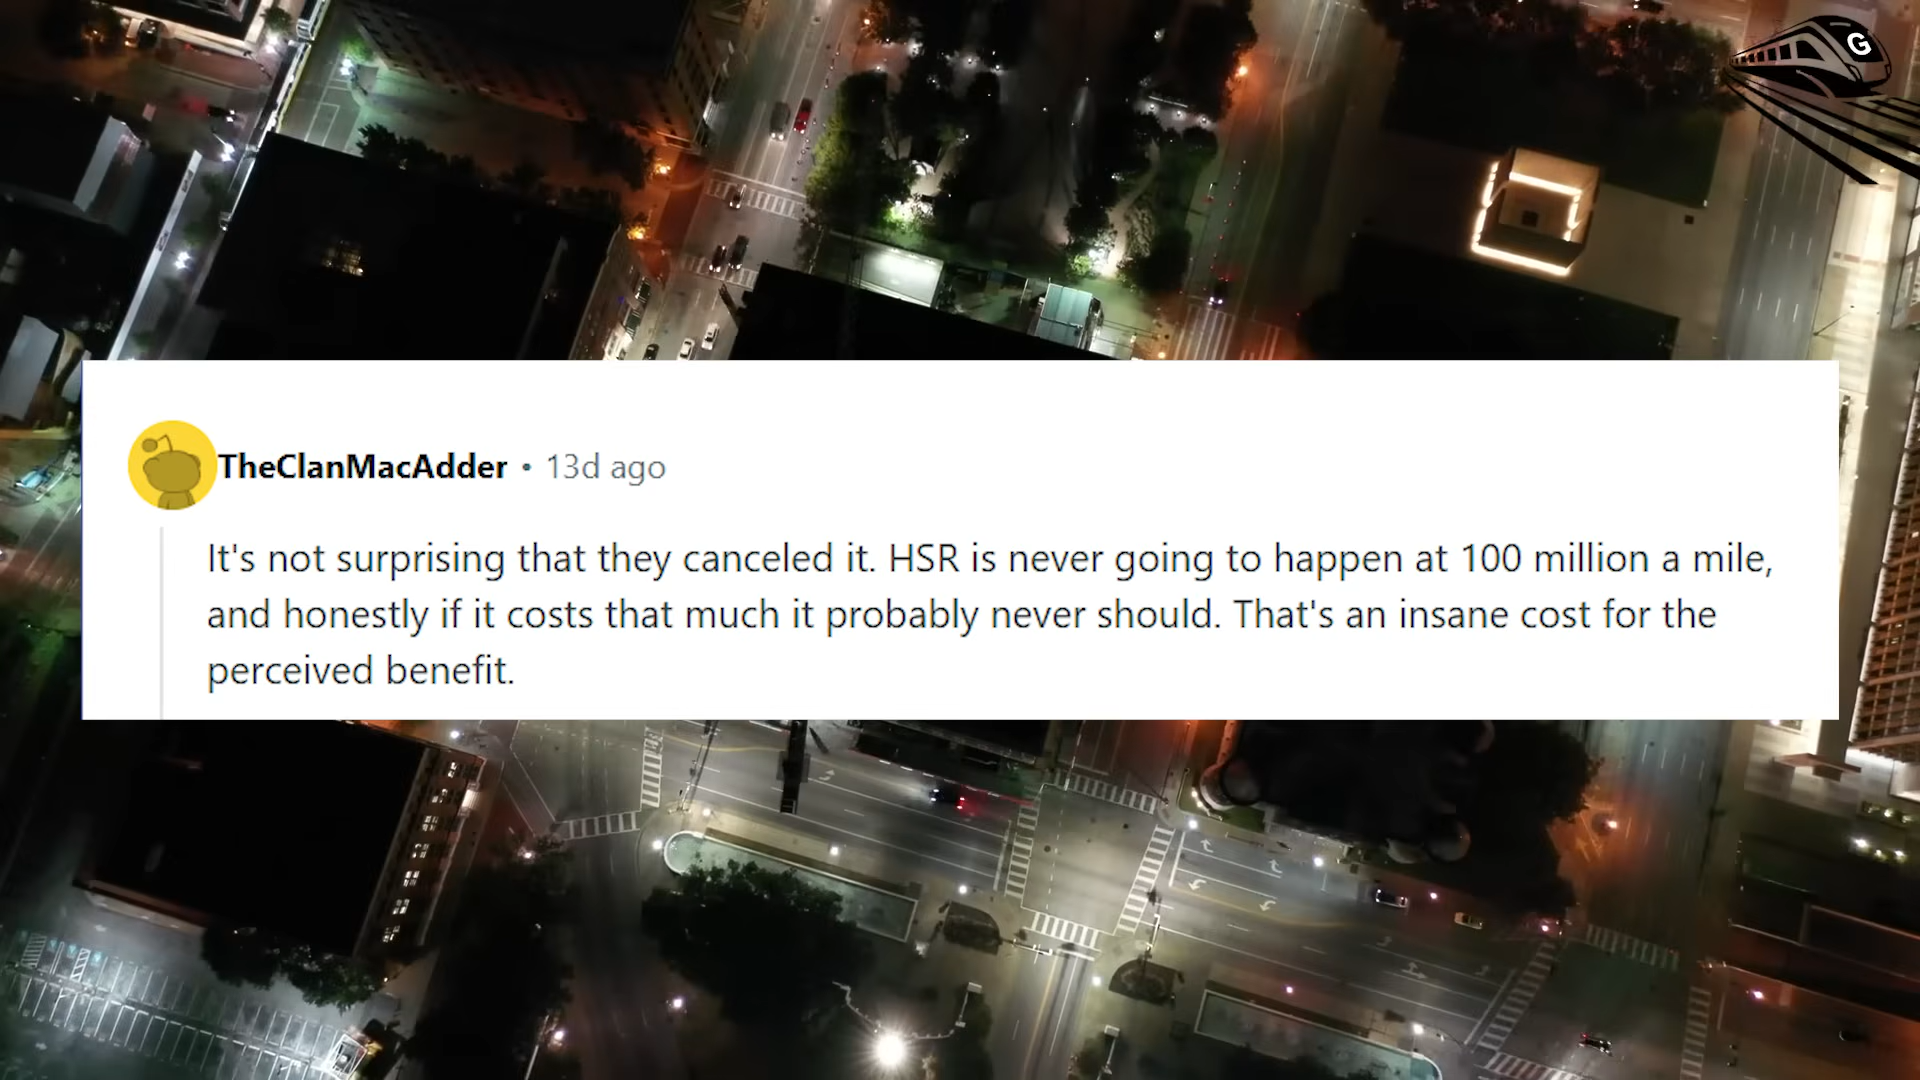 G
TheClanMacAdder • 13d ago
It's not surprising that they canceled it. HSR is never going to happen at 100 million a mile,
and honestly if it costs that much it probably never should. That's an insane cost for the
perceived benefit.